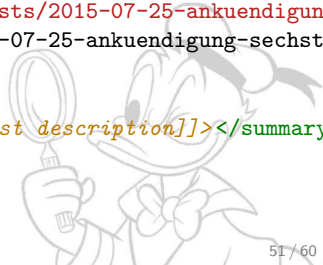 sts/2015-07-25-ankuendigun
-07-25-ankuendigung-sechst
st description]]></summary
51 / 60